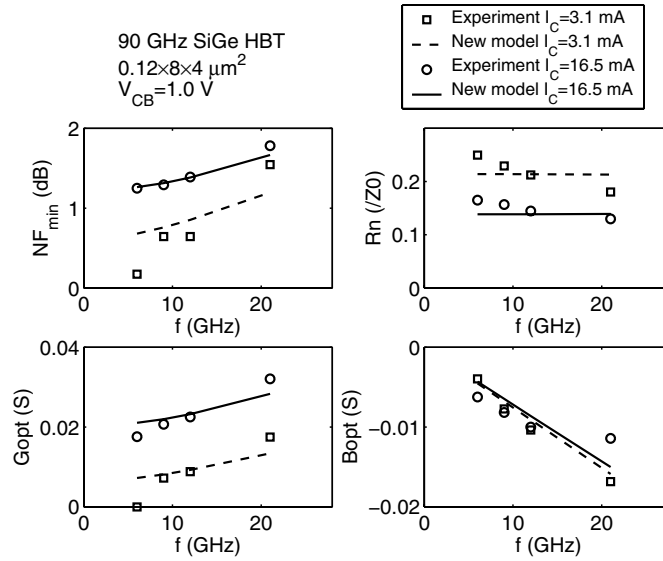 90 GHz SiGe HBT
0.12×8×4 μm²
V_CB=1.0 V
Experiment I_C=3.1 mA
New model I_C=3.1 mA
Experiment I_C=16.5 mA
New model I_C=16.5 mA
2
1
0
NF_min (dB)
0 10 20
f (GHz)
0.2
0.1
0
Rn (/Z0)
0 10 20
f (GHz)
0.04
0.02
0
Gopt (S)
0 10 20
f (GHz)
0
−0.01
−0.02
Bopt (S)
0 10 20
f (GHz)